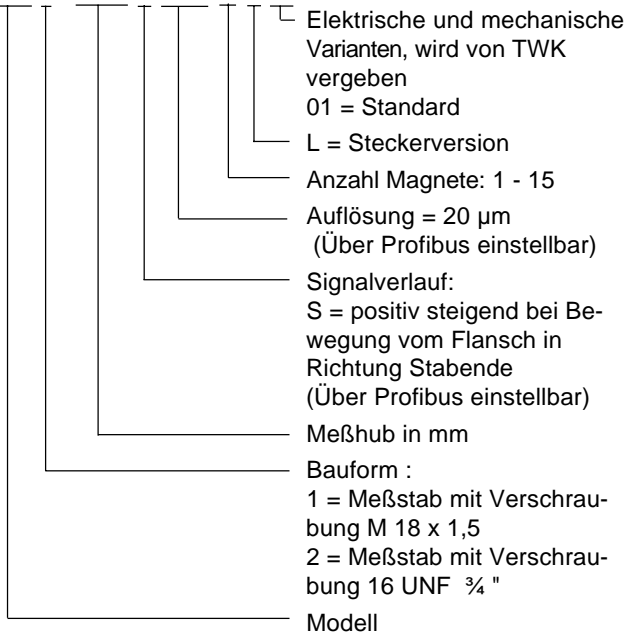 Elektrische und mechanische
Varianten, wird von TWK
vergeben
01 = Standard
L = Steckerversion
Anzahl Magnete: 1 - 15
Auflösung = 20 µm
(Über Profibus einstellbar)
Signalverlauf:
S = positiv steigend bei Be-
wegung vom Flansch in
Richtung Stabende
(Über Profibus einstellbar)
Meßhub in mm
Bauform :
1 = Meßstab mit Verschrau-
bung M 18 x 1,5
2 = Meßstab mit Verschrau-
bung 16 UNF ¾ "
Modell